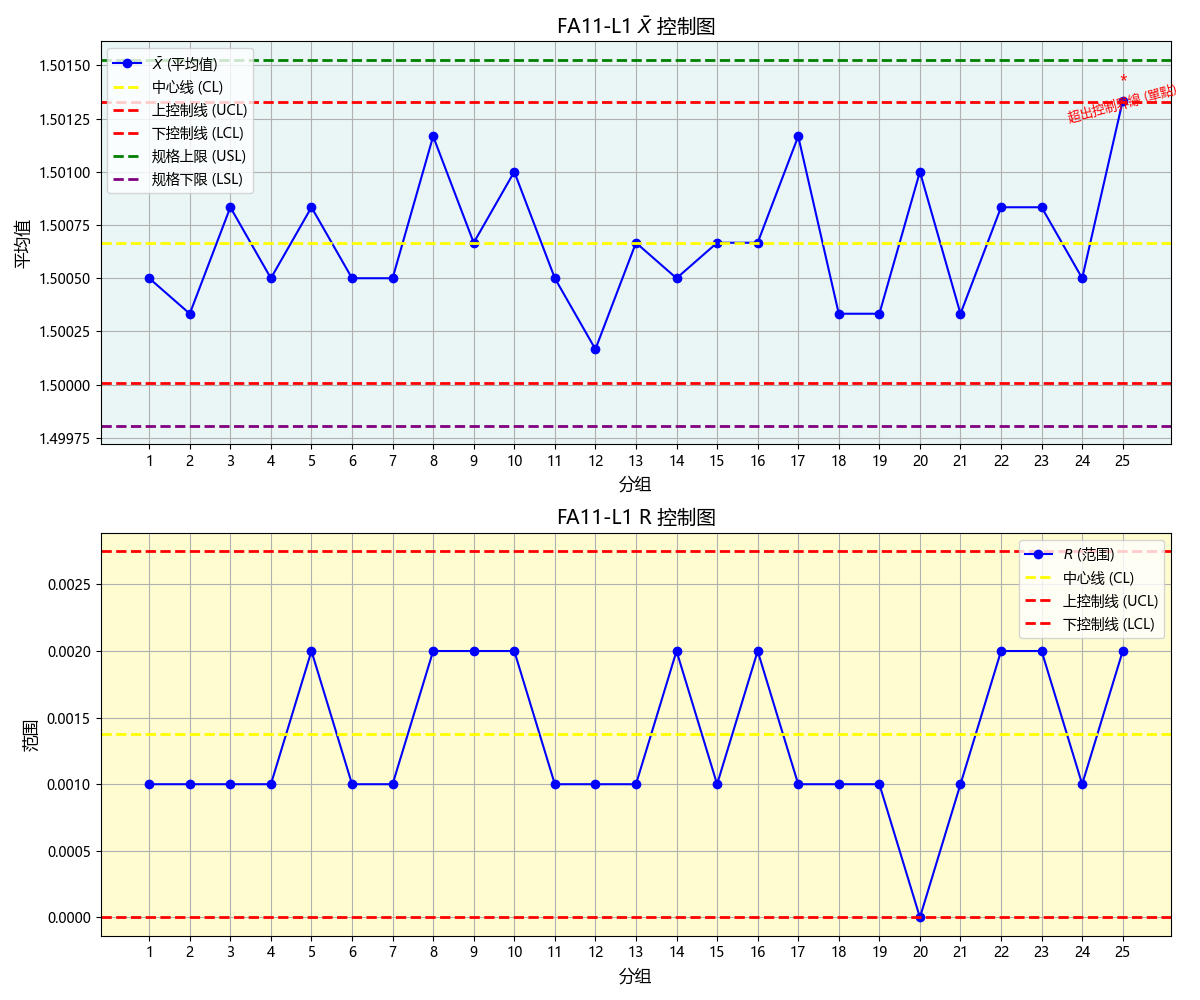 FA11-L1 X̄ 控制图
1.50150
1.50125
1.50100
1.50075
1.50050
1.50025
1.50000
1.49975
平均值
X̄ (平均值)
中心线 (CL)
上控制线 (UCL)
下控制线 (LCL)
规格上限 (USL)
规格下限 (LSL)
*
超出控制界線 (單點)
1 2 3 4 5 6 7 8 9 10 11 12 13 14 15 16 17 18 19 20 21 22 23 24 25
分组
FA11-L1 R 控制图
0.0025
0.0020
0.0015
0.0010
0.0005
0.0000
范围
R (范围)
中心线 (CL)
上控制线 (UCL)
下控制线 (LCL)
1 2 3 4 5 6 7 8 9 10 11 12 13 14 15 16 17 18 19 20 21 22 23 24 25
分组